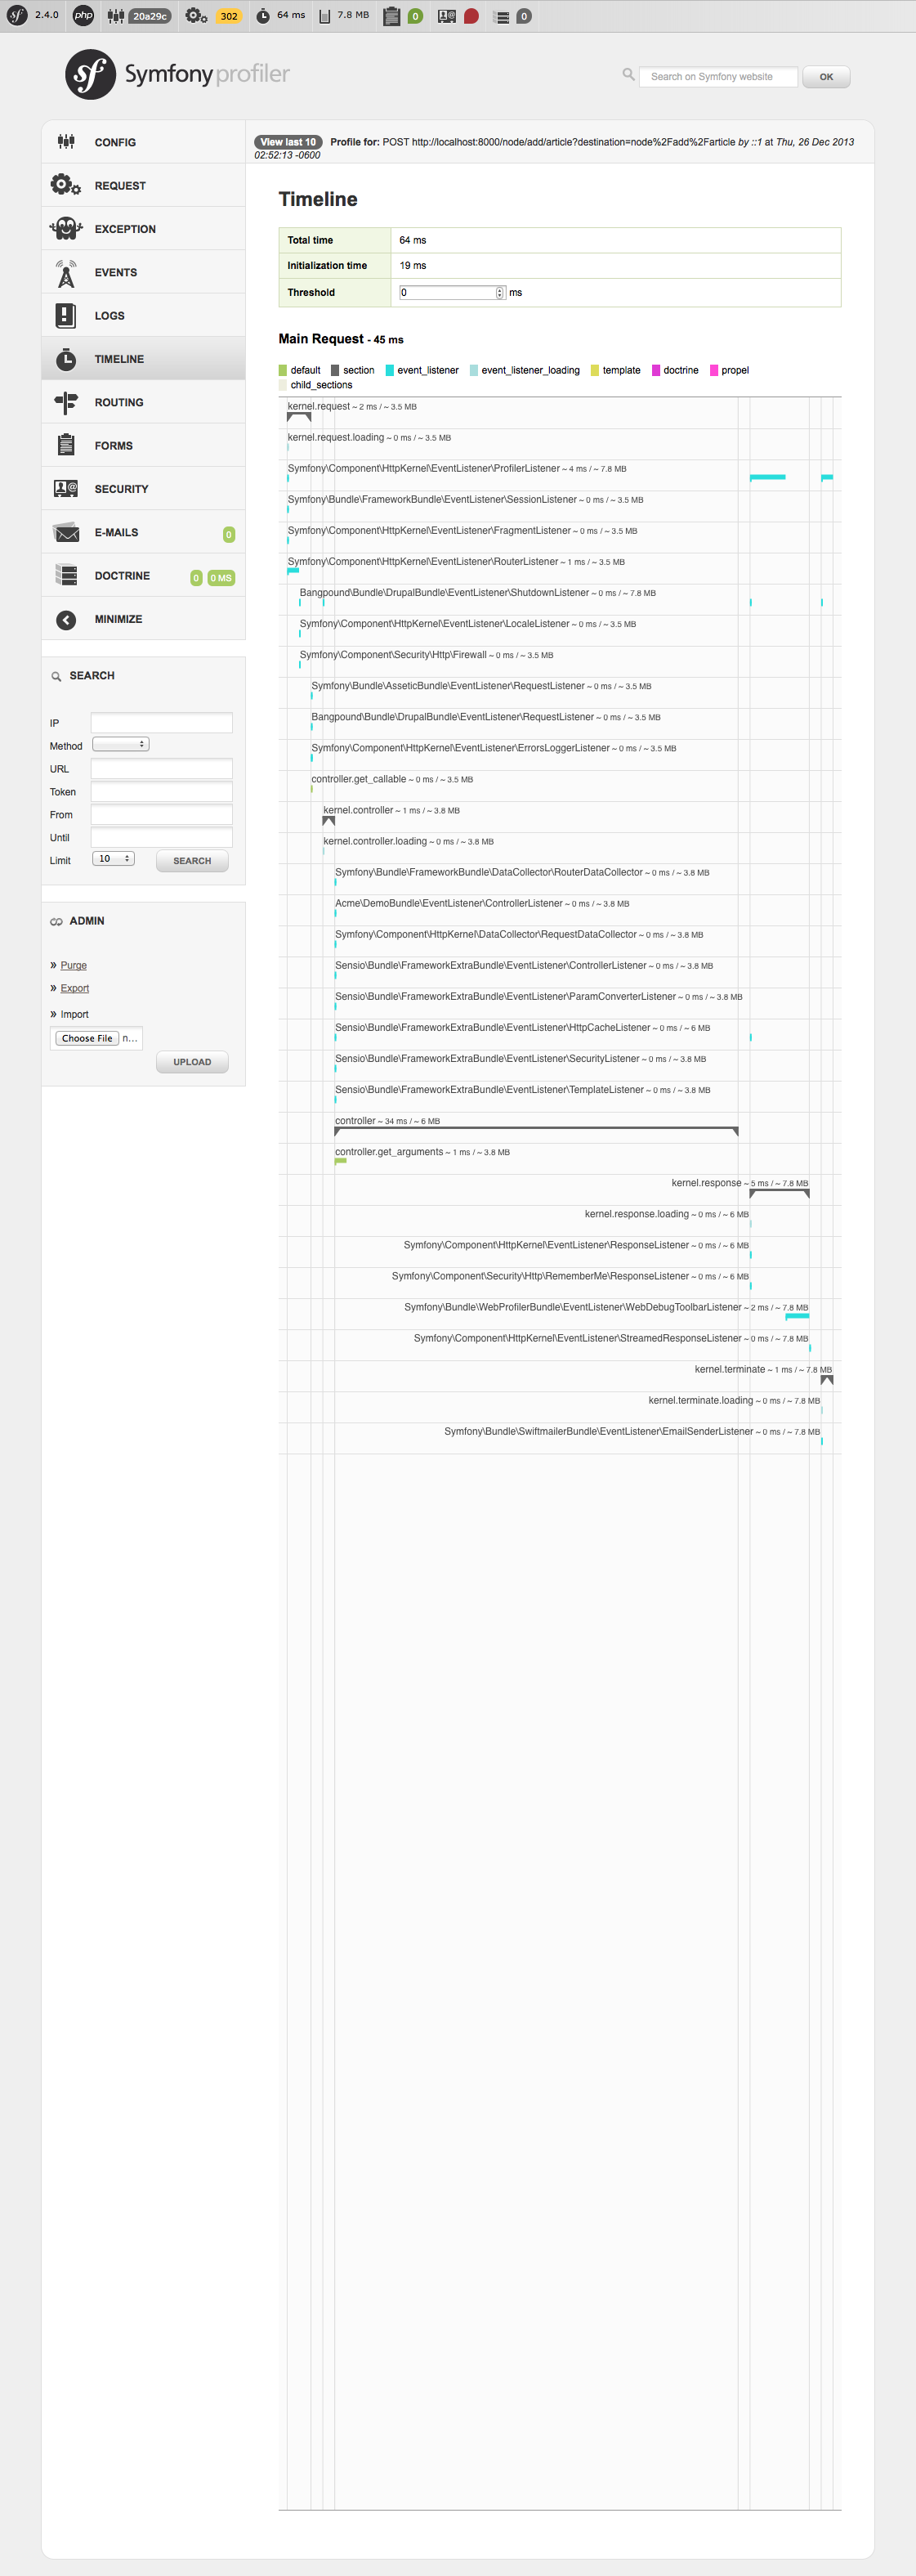 2.4.0 php 20a29c 302 64 ms 7.8 MB 0 0
sf Symfony profiler
Search on Symfony website OK
CONFIG
REQUEST
EXCEPTION
EVENTS
LOGS
TIMELINE
ROUTING
FORMS
SECURITY
E-MAILS 0
DOCTRINE 0 0 MS
MINIMIZE
SEARCH
IP
Method
URL
Token
From
Until
Limit 10 SEARCH
ADMIN
» Purge
» Export
» Import
Choose File n...
UPLOAD
View last 10 Profile for: POST http://localhost:8000/node/add/article?destination=node%2Fadd%2Farticle by ::1 at Thu, 26 Dec 2013
02:52:13 -0600
Timeline
Total time 64 ms
Initialization time 19 ms
Threshold 0 ms
Main Request - 45 ms
default section event_listener event_listener_loading template doctrine propel
child_sections
kernel.request ~ 2 ms / ~ 3.5 MB
kernel.request.loading ~ 0 ms / ~ 3.5 MB
Symfony\Component\HttpKernel\EventListener\ProfilerListener ~ 4 ms / ~ 7.8 MB
Symfony\Bundle\FrameworkBundle\EventListener\SessionListener ~ 0 ms / ~ 3.5 MB
Symfony\Component\HttpKernel\EventListener\FragmentListener ~ 0 ms / ~ 3.5 MB
Symfony\Component\HttpKernel\EventListener\RouterListener ~ 1 ms / ~ 3.5 MB
Bangpound\Bundle\DrupalBundle\EventListener\ShutdownListener ~ 0 ms / ~ 7.8 MB
Symfony\Component\HttpKernel\EventListener\LocaleListener ~ 0 ms / ~ 3.5 MB
Symfony\Component\Security\Http\Firewall ~ 0 ms / ~ 3.5 MB
Symfony\Bundle\AsseticBundle\EventListener\RequestListener ~ 0 ms / ~ 3.5 MB
Bangpound\Bundle\DrupalBundle\EventListener\RequestListener ~ 0 ms / ~ 3.5 MB
Symfony\Component\HttpKernel\EventListener\ErrorsLoggerListener ~ 0 ms / ~ 3.5 MB
controller.get_callable ~ 0 ms / ~ 3.5 MB
kernel.controller ~ 1 ms / ~ 3.8 MB
kernel.controller.loading ~ 0 ms / ~ 3.8 MB
Symfony\Bundle\FrameworkBundle\DataCollector\RouterDataCollector ~ 0 ms / ~ 3.8 MB
Acme\DemoBundle\EventListener\ControllerListener ~ 0 ms / ~ 3.8 MB
Symfony\Component\HttpKernel\DataCollector\RequestDataCollector ~ 0 ms / ~ 3.8 MB
Sensio\Bundle\FrameworkExtraBundle\EventListener\ControllerListener ~ 0 ms / ~ 3.8 MB
Sensio\Bundle\FrameworkExtraBundle\EventListener\ParamConverterListener ~ 0 ms / ~ 3.8 MB
Sensio\Bundle\FrameworkExtraBundle\EventListener\HttpCacheListener ~ 0 ms / ~ 6 MB
Sensio\Bundle\FrameworkExtraBundle\EventListener\SecurityListener ~ 0 ms / ~ 3.8 MB
Sensio\Bundle\FrameworkExtraBundle\EventListener\TemplateListener ~ 0 ms / ~ 3.8 MB
controller ~ 34 ms / ~ 6 MB
controller.get_arguments ~ 1 ms / ~ 3.8 MB
kernel.response ~ 5 ms / ~ 7.8 MB
kernel.response.loading ~ 0 ms / ~ 6 MB
Symfony\Component\HttpKernel\EventListener\ResponseListener ~ 0 ms / ~ 6 MB
Symfony\Component\Security\Http\RememberMe\ResponseListener ~ 0 ms / ~ 6 MB
Symfony\Bundle\WebProfilerBundle\EventListener\WebDebugToolbarListener ~ 2 ms / ~ 7.8 MB
Symfony\Component\HttpKernel\EventListener\StreamedResponseListener ~ 0 ms / ~ 7.8 MB
kernel.terminate ~ 1 ms / ~ 7.8 MB
kernel.terminate.loading ~ 0 ms / ~ 7.8 MB
Symfony\Bundle\SwiftmailerBundle\EventListener\EmailSenderListener ~ 0 ms / ~ 7.8 MB